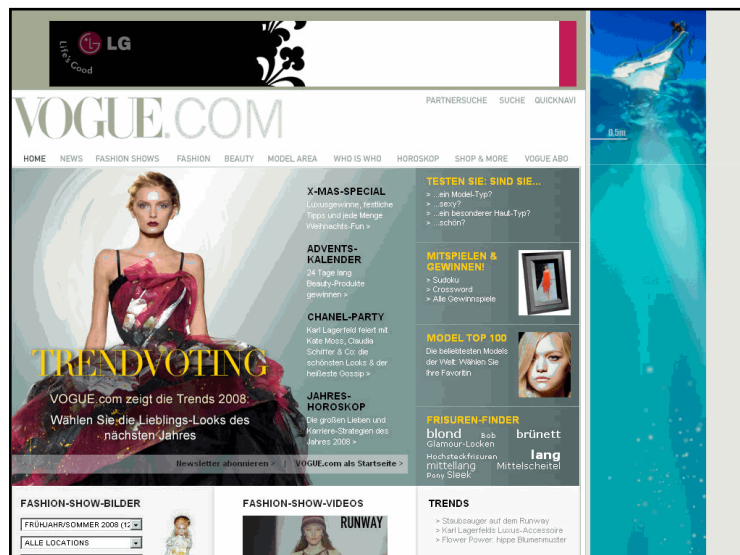 Life's Good
LG
VOGUE.COM
PARTNERSUCHE SUCHE QUICKNAVI
HOME NEWS FASHION SHOWS FASHION BEAUTY MODEL AREA WHO IS WHO HOROSKOP SHOP & MORE VOGUE ABO
0,5m
TRENDVOTING
VOGUE.com zeigt die Trends 2008:
Wählen Sie die Lieblings-Looks des
nächsten Jahres
X-MAS-SPECIAL
Luxusgewinne, festliche
Tipps und jede Menge
Weihnachts-Fun >
ADVENTS-
KALENDER
24 Tage lang
Beauty-Produkte
gewinnen >
CHANEL-PARTY
Karl Lagerfeld feiert mit
Kate Moss, Claudia
Schiffer & Co: die
schönsten Looks & der
heißeste Gossip >
JAHRES-
HOROSKOP
Die großen Lieben und
Karriere-Strategien des
Jahres 2008 >
Newsletter abonnieren > | VOGUE.com als Startseite >
TESTEN SIE: SIND SIE...
> ...ein Model-Typ?
> ...sexy?
> ...ein besonderer Haut-Typ?
> ...schön?
MITSPIELEN &
GEWINNEN!
> Sudoku
> Crossword
> Alle Gewinnspiele
MODEL TOP 100
Die beliebtesten Models
der Welt. Wählen Sie
Ihre Favoritin
FRISUREN-FINDER
blond Bob brünett
Glamour-Locken
Hochsteckfrisuren lang
mittellang Mittelscheitel
Pony Sleek
FASHION-SHOW-BILDER
FRÜHJAHR/SOMMER 2008 (12
ALLE LOCATIONS
FASHION-SHOW-VIDEOS
RUNWAY
TRENDS
> Staubsauger auf dem Runway
> Karl Lagerfelds Luxus-Accessoire
> Flower Power: hippe Blumenmuster